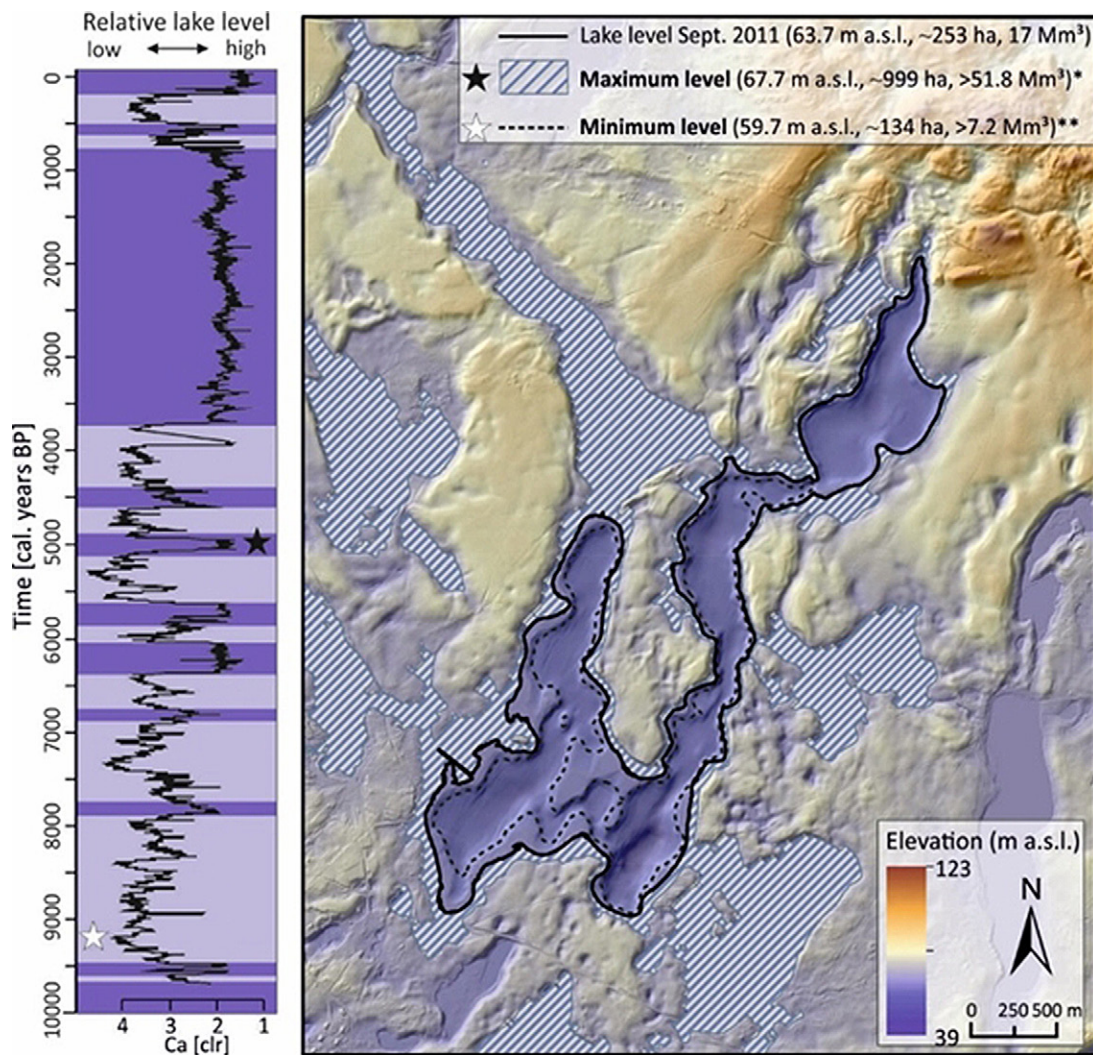 Relative lake level
low high
0
1000
2000
3000
4000
5000
6000
7000
8000
9000
10000
Time [cal. years BP]
4 3 2 1
Ca [clr]
Lake level Sept. 2011 (63.7 m a.s.l., ~253 ha, 17 Mm³)
Maximum level (67.7 m a.s.l., ~999 ha, >51.8 Mm³)*
Minimum level (59.7 m a.s.l., ~134 ha, >7.2 Mm³)**
Elevation (m a.s.l.)
123
39
N
0 250 500 m